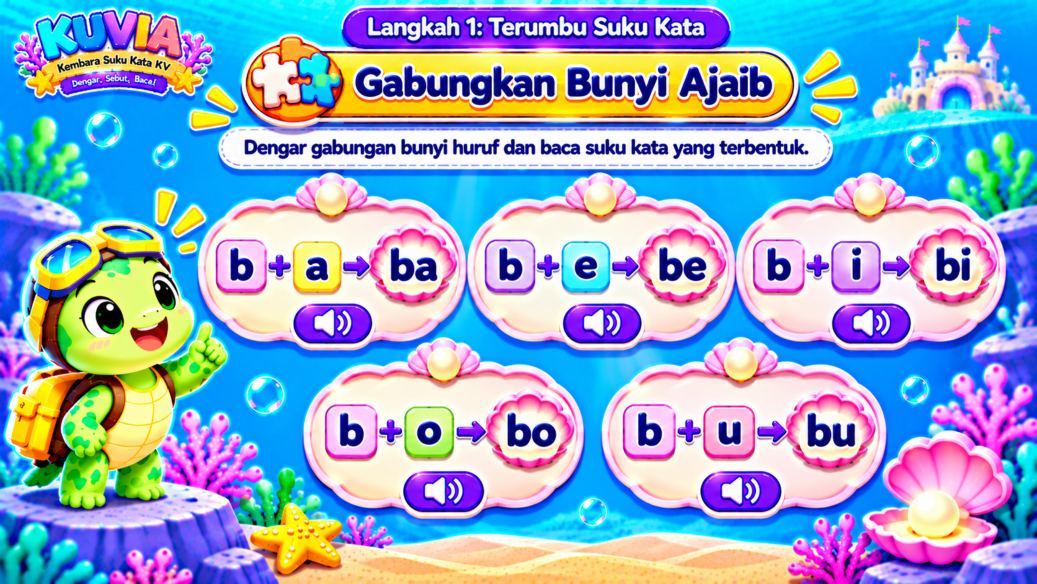 KUVIA
Kembara Suku Kata KV
Dengar, Sebut, Baca!
Langkah 1: Terumbu Suku Kata
Gabungkan Bunyi Ajaib
Dengar gabungan bunyi huruf dan baca suku kata yang terbentuk.
b + a → ba
b + e → be
b + i → bi
b + o → bo
b + u → bu